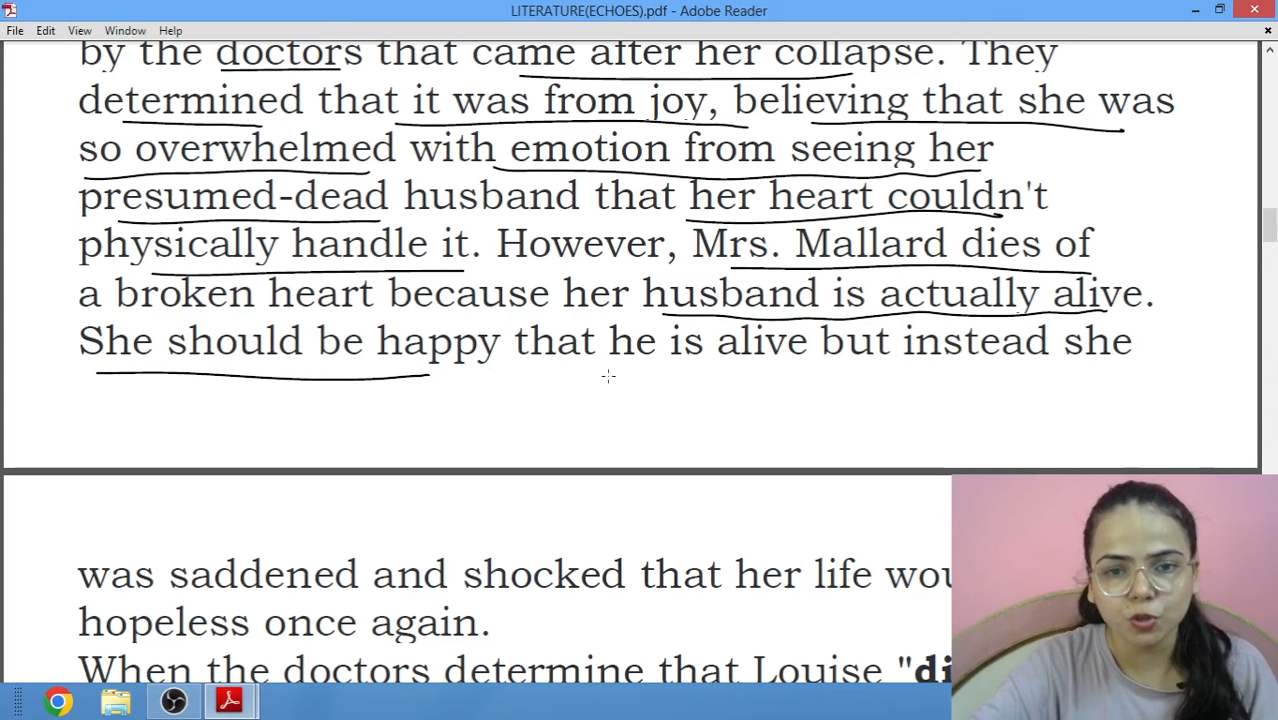 LITERATURE(ECHOES).pdf - Adobe Reader
File Edit View Window Help
by the doctors that came after her collapse. They
determined that it was from joy, believing that she was
so overwhelmed with emotion from seeing her
presumed-dead husband that her heart couldn't
physically handle it. However, Mrs. Mallard dies of
a broken heart because her husband is actually alive.
She should be happy that he is alive but instead she
was saddened and shocked that her life
hopeless once again.
When the doctors determine that Louise "